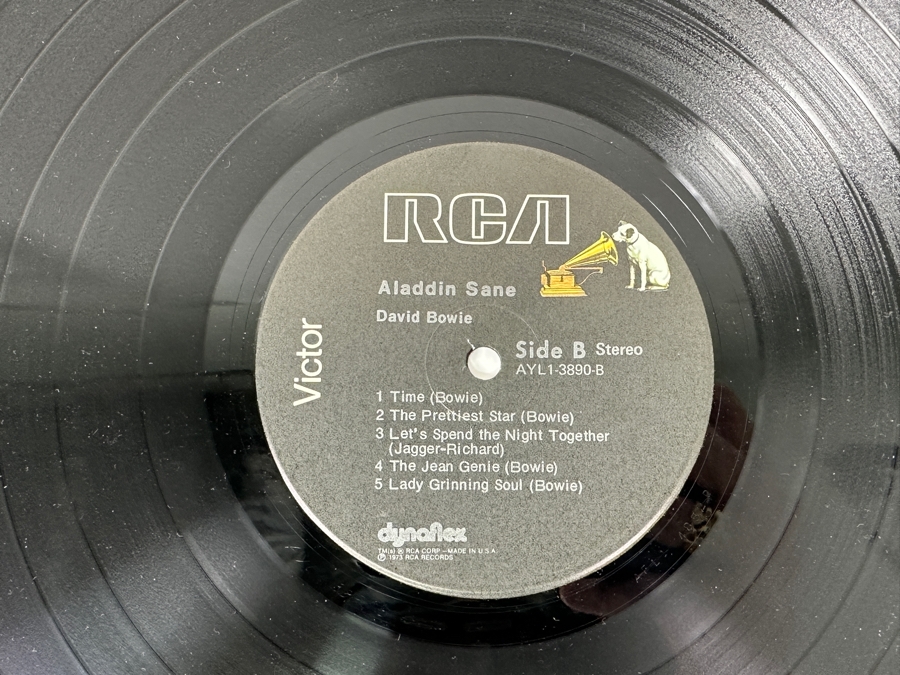 RCA
Aladdin Sane
David Bowie
Victor
Side B Stereo
AYL1-3890-B
1 Time (Bowie)
2 The Prettiest Star (Bowie)
3 Let's Spend the Night Together
(Jagger-Richard)
4 The Jean Genie (Bowie)
5 Lady Grinning Soul (Bowie)
dynaflex
TM(s) ® RCA CORP—MADE IN U.S.A.
℗ 1973 RCA RECORDS